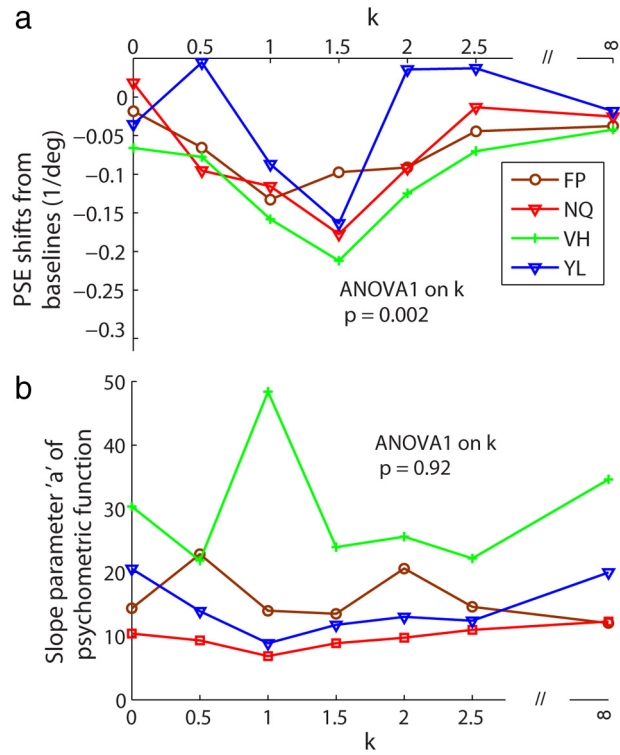 a
k
0 0.5 1 1.5 2 2.5 // ∞
0
−0.05
−0.1
−0.15
−0.2
−0.25
−0.3
PSE shifts from
baselines (1/deg)
FP
NQ
VH
YL
ANOVA1 on k
p = 0.002
b
50
40
30
20
10
0
Slope parameter 'a' of
psychometric function
ANOVA1 on k
p = 0.92
0 0.5 1 1.5 2 2.5 // ∞
k